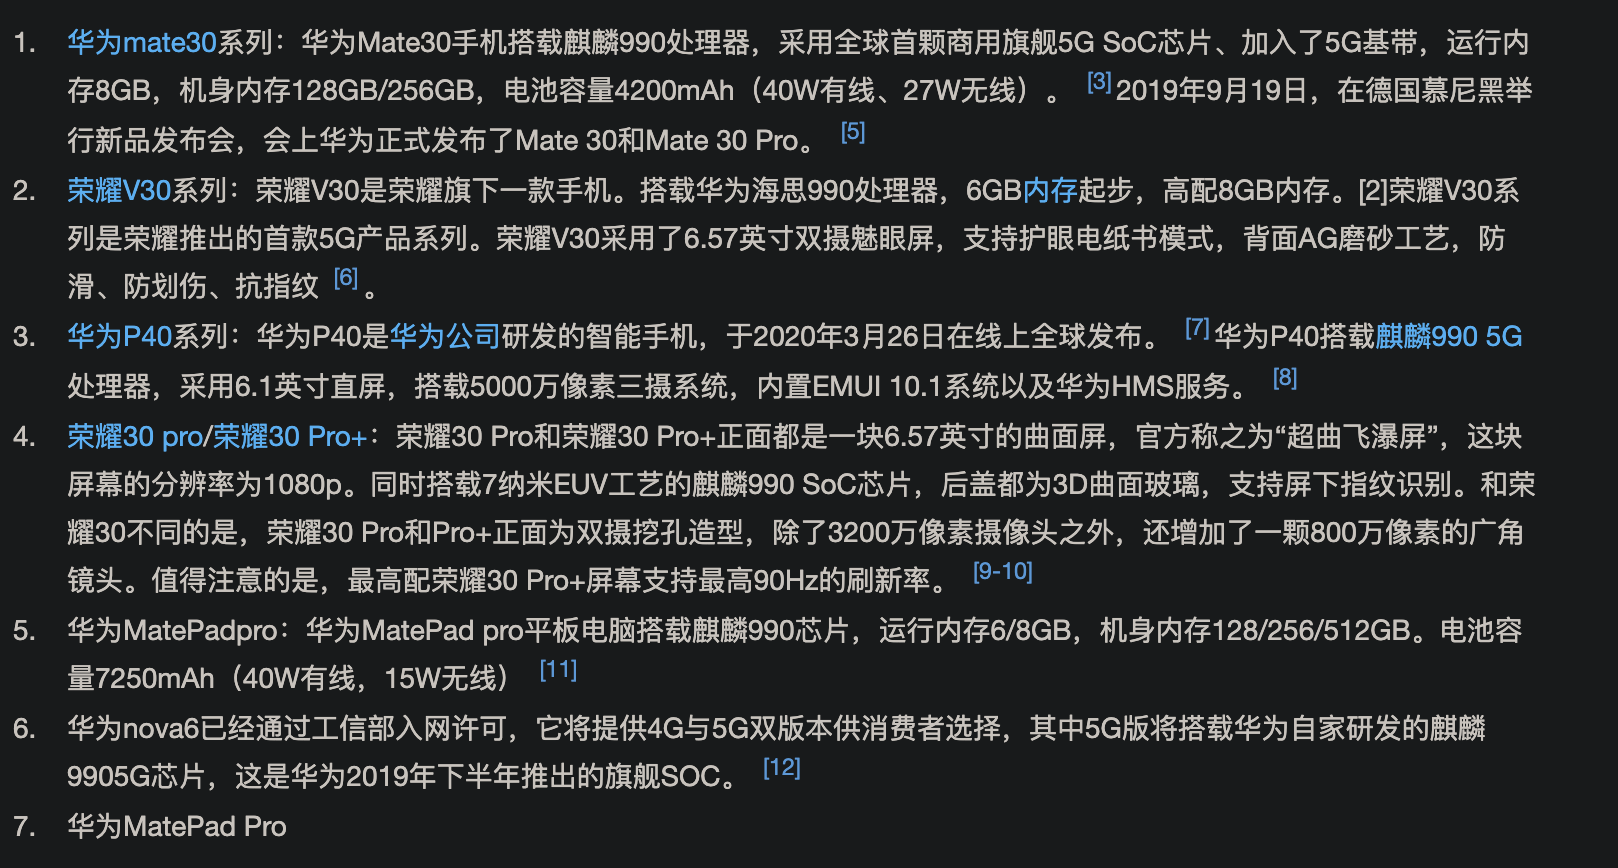 1. 华为mate30系列：华为Mate30手机搭载麒麟990处理器，采用全球首颗商用旗舰5G SoC芯片、加入了5G基带，运行内
存8GB，机身内存128GB/256GB，电池容量4200mAh（40W有线、27W无线）。 [3] 2019年9月19日，在德国慕尼黑举
行新品发布会，会上华为正式发布了Mate 30和Mate 30 Pro。 [5]
2. 荣耀V30系列：荣耀V30是荣耀旗下一款手机。搭载华为海思990处理器，6GB内存起步，高配8GB内存。[2]荣耀V30系
列是荣耀推出的首款5G产品系列。荣耀V30采用了6.57英寸双摄魅眼屏，支持护眼电纸书模式，背面AG磨砂工艺，防
滑、防划伤、抗指纹 [6] 。
3. 华为P40系列：华为P40是华为公司研发的智能手机，于2020年3月26日在线上全球发布。 [7] 华为P40搭载麒麟990 5G
处理器，采用6.1英寸直屏，搭载5000万像素三摄系统，内置EMUI 10.1系统以及华为HMS服务。 [8]
4. 荣耀30 pro/荣耀30 Pro+：荣耀30 Pro和荣耀30 Pro+正面都是一块6.57英寸的曲面屏，官方称之为“超曲飞瀑屏”，这块
屏幕的分辨率为1080p。同时搭载7纳米EUV工艺的麒麟990 SoC芯片，后盖都为3D曲面玻璃，支持屏下指纹识别。和荣
耀30不同的是，荣耀30 Pro和Pro+正面为双摄挖孔造型，除了3200万像素摄像头之外，还增加了一颗800万像素的广角
镜头。值得注意的是，最高配荣耀30 Pro+屏幕支持最高90Hz的刷新率。 [9-10]
5. 华为MatePadpro：华为MatePad pro平板电脑搭载麒麟990芯片，运行内存6/8GB，机身内存128/256/512GB。电池容
量7250mAh（40W有线，15W无线） [11]
6. 华为nova6已经通过工信部入网许可，它将提供4G与5G双版本供消费者选择，其中5G版将搭载华为自家研发的麒麟
9905G芯片，这是华为2019年下半年推出的旗舰SOC。 [12]
7. 华为MatePad Pro